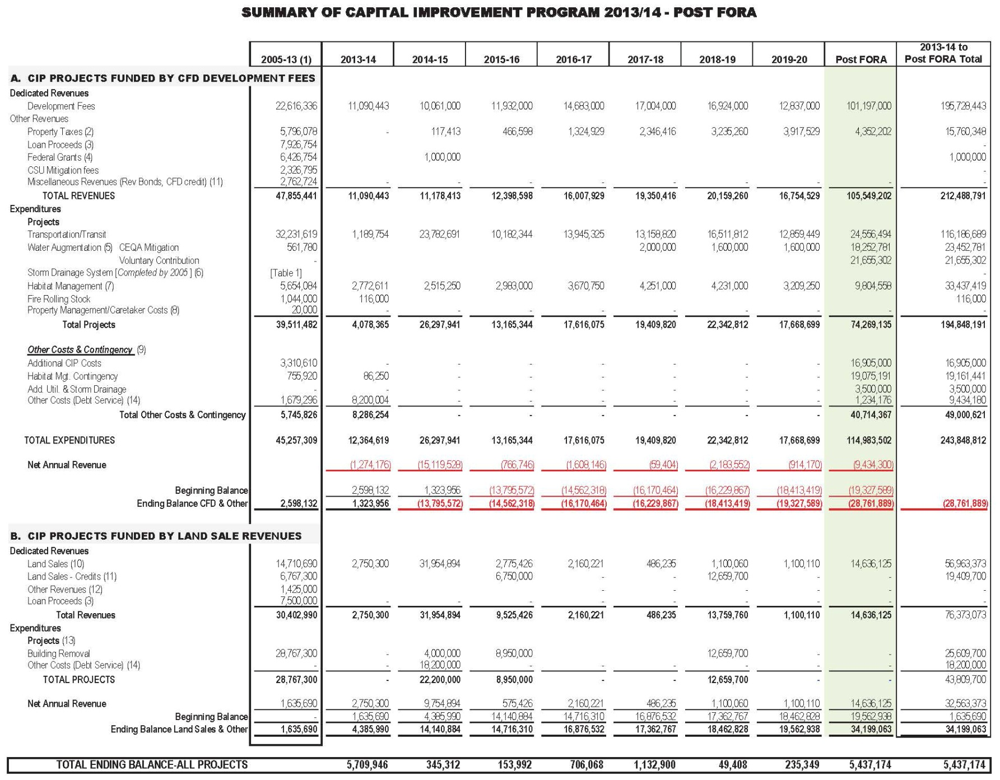 SUMMARY OF CAPITAL IMPROVEMENT PROGRAM 2013/14 - POST FORA
2005-13 (1) 2013-14 2014-15 2015-16 2016-17 2017-18 2018-19 2019-20 Post FORA 2013-14 to Post FORA Total
A. CIP PROJECTS FUNDED BY CFD DEVELOPMENT FEES
Dedicated Revenues
Development Fees 22,616,336 11,090,443 10,061,000 11,932,000 14,683,000 17,004,000 16,924,000 12,837,000 101,197,000 195,728,443
Other Revenues
Property Taxes (2) 5,796,078 - 117,413 466,598 1,324,929 2,346,416 3,235,260 3,917,529 4,352,202 15,760,348
Loan Proceeds (3) 7,926,754 -
Federal Grants (4) 6,426,754 1,000,000 1,000,000
CSU Mitigation fees 2,326,795 -
Miscellaneous Revenues (Rev Bonds, CFD credit) (11) 2,762,724 - - - - - - - - -
TOTAL REVENUES 47,855,441 11,090,443 11,178,413 12,398,598 16,007,929 19,350,416 20,159,260 16,754,529 105,549,202 212,488,791
Expenditures
Projects
Transportation/Transit 32,231,619 1,189,754 23,782,691 10,182,344 13,945,325 13,158,820 16,511,812 12,859,449 24,556,494 116,186,689
Water Augmentation (5) CEQA Mitigation 561,780 2,000,000 1,600,000 1,600,000 18,252,781 23,452,781
Voluntary Contribution - 21,655,302 21,655,302
Storm Drainage System [Completed by 2005 ] (6) [Table 1] -
Habitat Management (7) 5,654,084 2,772,611 2,515,250 2,983,000 3,670,750 4,251,000 4,231,000 3,209,250 9,804,558 33,437,419
Fire Rolling Stock 1,044,000 116,000 116,000
Property Management/Caretaker Costs (8) 20,000 - - - - - - - - -
Total Projects 39,511,482 4,078,365 26,297,941 13,165,344 17,616,075 19,409,820 22,342,812 17,668,699 74,269,135 194,848,191
Other Costs & Contingency (9)
Additional CIP Costs 3,310,610 - - - - - - - 16,905,000 16,905,000
Habitat Mgt. Contingency 755,920 86,250 - - - - - - 19,075,191 19,161,441
Add. Util. & Storm Drainage - - - - - - - - 3,500,000 3,500,000
Other Costs (Debt Service) (14) 1,679,296 8,200,004 - - - - - - 1,234,176 9,434,180
Total Other Costs & Contingency 5,745,826 8,286,254 - - - - - - 40,714,367 49,000,621
TOTAL EXPENDITURES 45,257,309 12,364,619 26,297,941 13,165,344 17,616,075 19,409,820 22,342,812 17,668,699 114,983,502 243,848,812
Net Annual Revenue (1,274,176) (15,119,528) (766,746) (1,608,146) (59,404) (2,183,552) (914,170) (9,434,300)
Beginning Balance 2,598,132 1,323,956 (13,795,572) (14,562,318) (16,170,464) (16,229,867) (18,413,419) (19,327,589)
Ending Balance CFD & Other 2,598,132 1,323,956 (13,795,572) (14,562,318) (16,170,464) (16,229,867) (18,413,419) (19,327,589) (28,761,889) (28,761,889)
B. CIP PROJECTS FUNDED BY LAND SALE REVENUES
Dedicated Revenues
Land Sales (10) 14,710,690 2,750,300 31,954,894 2,775,426 2,160,221 486,235 1,100,060 1,100,110 14,636,125 56,963,373
Land Sales - Credits (11) 6,767,300 6,750,000 - - 12,659,700 - - 19,409,700
Other Revenues (12) 1,425,000 - - - - - -
Loan Proceeds (3) 7,500,000 - - - - - - - - -
Total Revenues 30,402,990 2,750,300 31,954,894 9,525,426 2,160,221 486,235 13,759,760 1,100,110 14,636,125 76,373,073
Expenditures
Projects (13)
Building Removal 28,767,300 - 4,000,000 8,950,000 12,659,700 - - 25,609,700
Other Costs (Debt Service) (14) - - 18,200,000 - - - - - - 18,200,000
TOTAL PROJECTS 28,767,300 - 22,200,000 8,950,000 - - 12,659,700 - - 43,809,700
Net Annual Revenue 1,635,690 2,750,300 9,754,894 575,426 2,160,221 486,235 1,100,060 1,100,110 14,636,125 32,563,373
Beginning Balance - 1,635,690 4,385,990 14,140,884 14,716,310 16,876,532 17,362,767 18,462,828 19,562,938 1,635,690
Ending Balance Land Sales & Other 1,635,690 4,385,990 14,140,884 14,716,310 16,876,532 17,362,767 18,462,828 19,562,938 34,199,063 34,199,063
TOTAL ENDING BALANCE-ALL PROJECTS 5,709,946 345,312 153,992 706,068 1,132,900 49,408 235,349 5,437,174 5,437,174